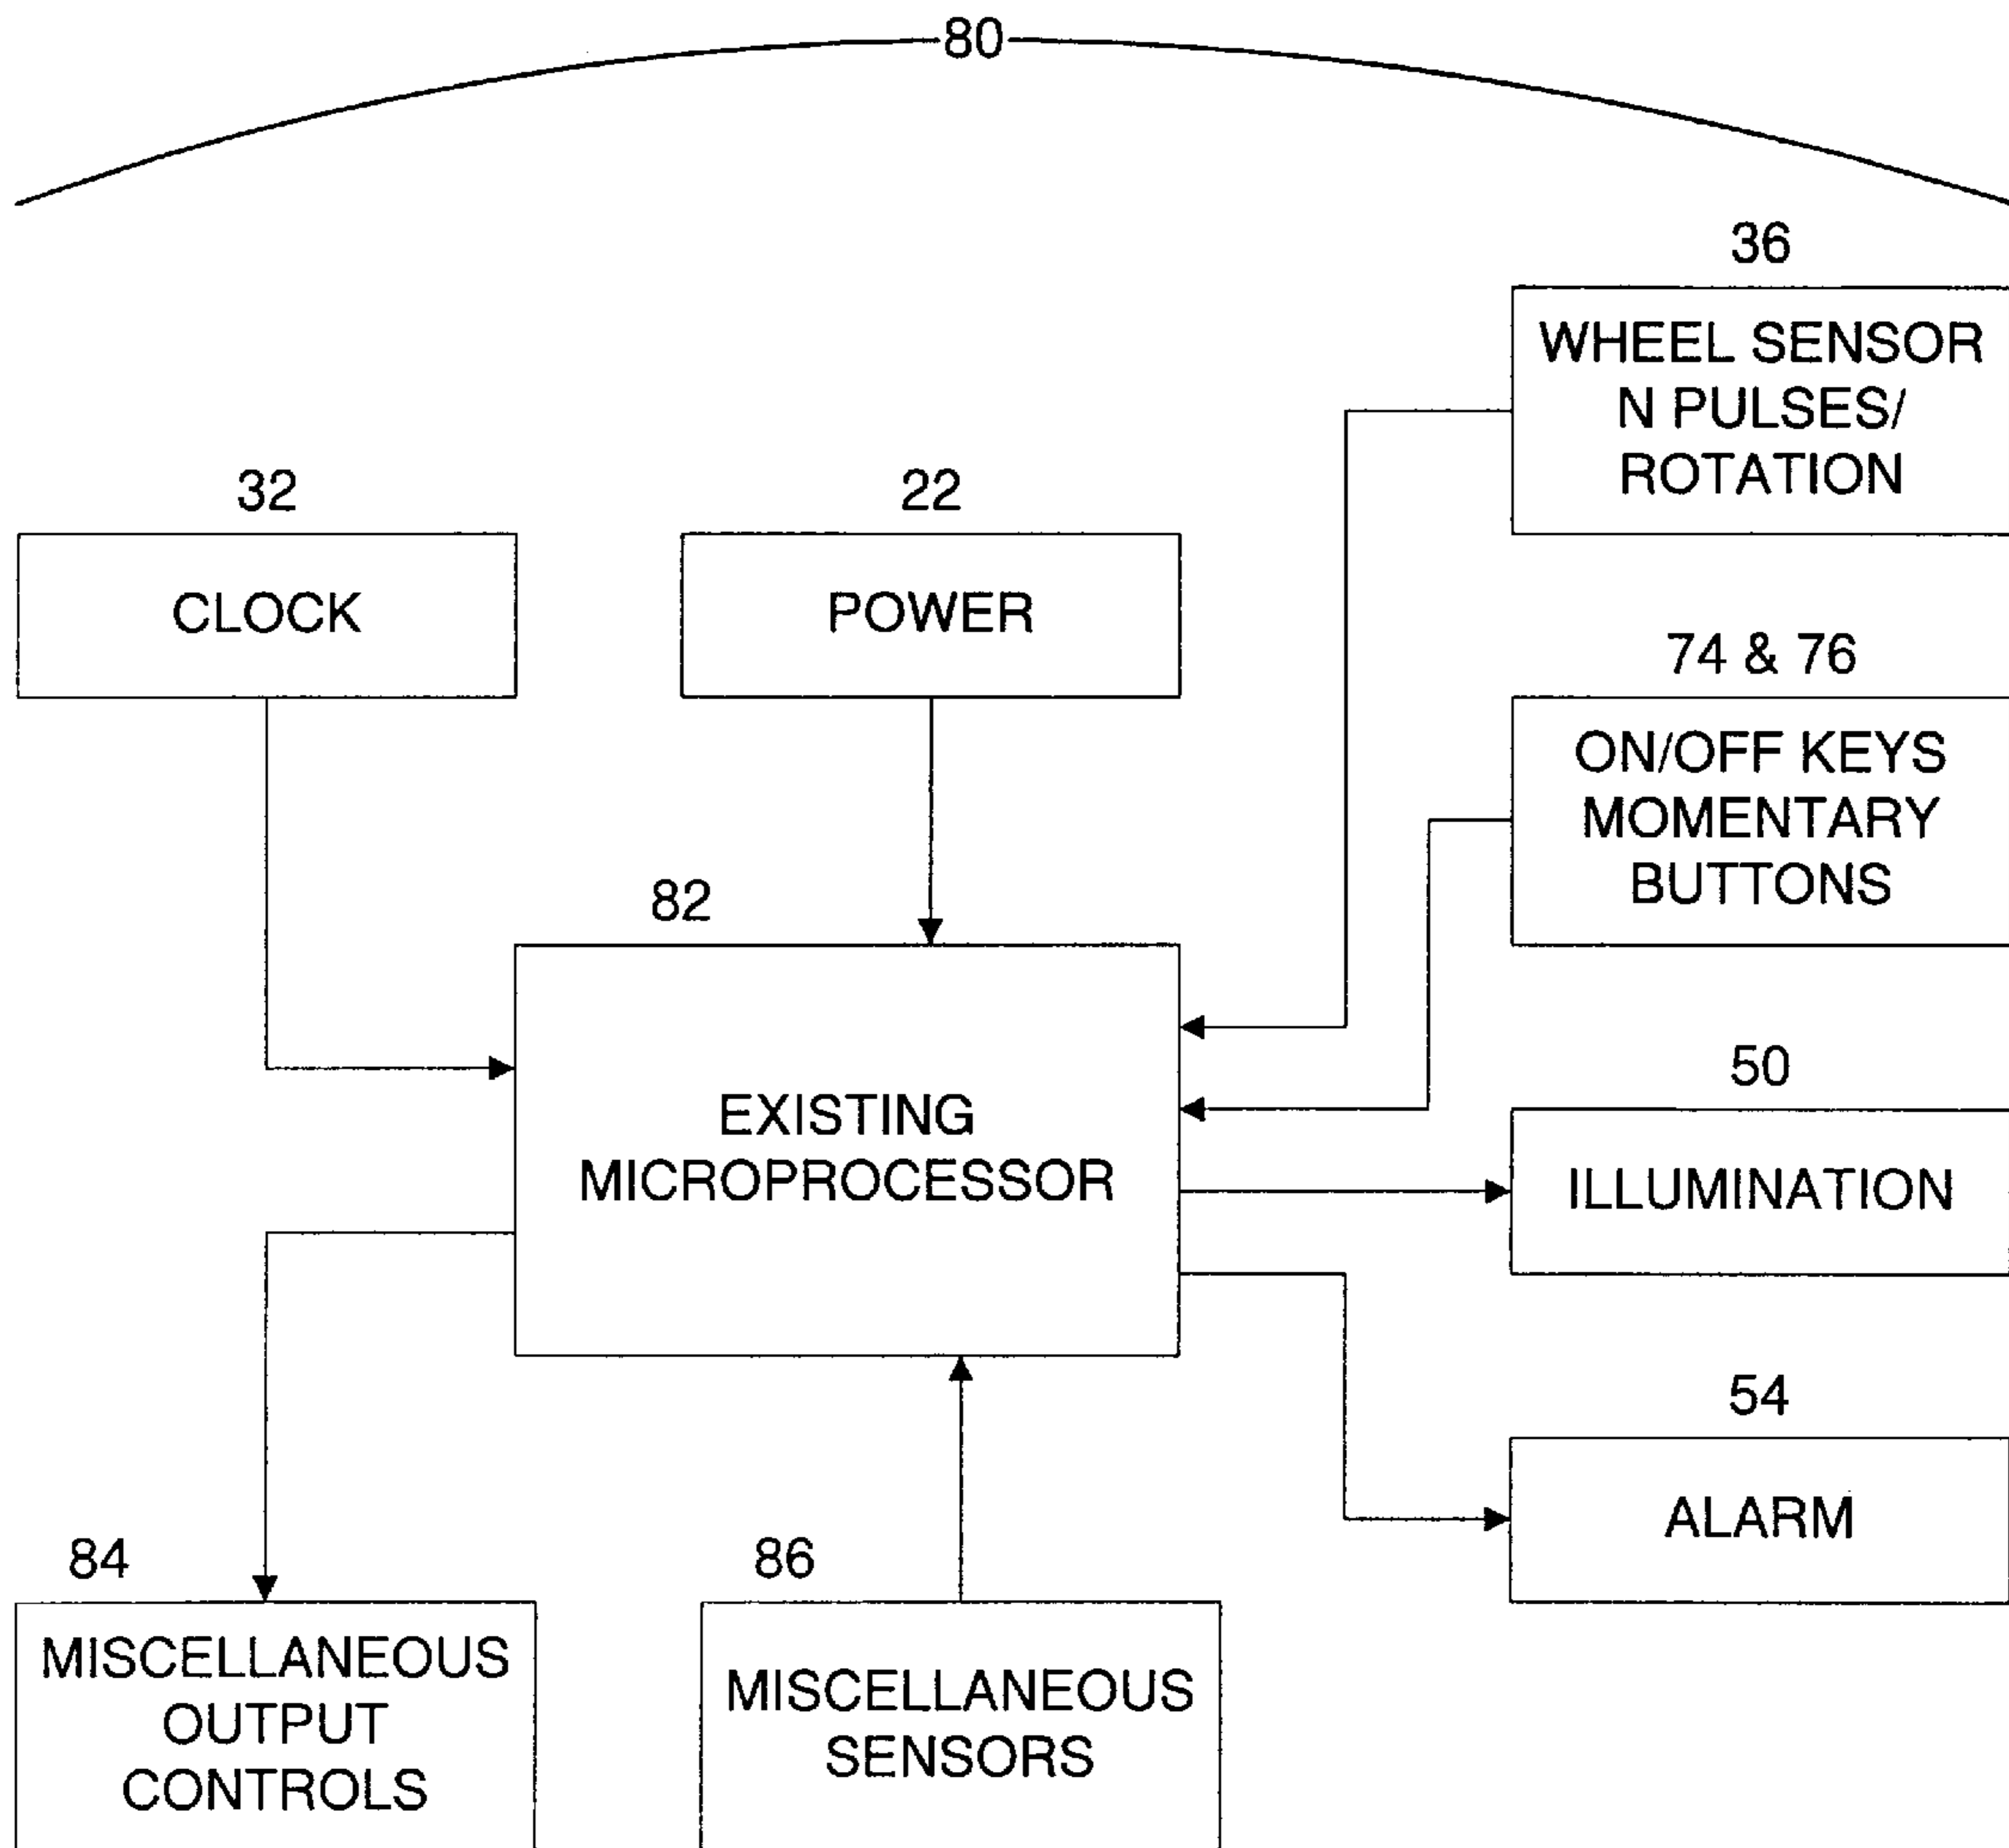 80
36
WHEEL SENSOR
N PULSES/
ROTATION
32
CLOCK
22
POWER
74 & 76
ON/OFF KEYS
MOMENTARY
BUTTONS
82
EXISTING
MICROPROCESSOR
50
ILLUMINATION
54
ALARM
84
MISCELLANEOUS
OUTPUT
CONTROLS
86
MISCELLANEOUS
SENSORS